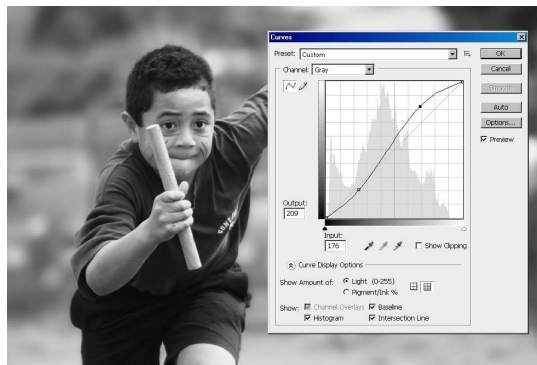 Curves
Preset: Custom
OK
Channel: Gray
Cancel
Smooth
Auto
Options...
Preview
Output:
209
Input:
176
Show Clipping
Curve Display Options
Show Amount of: Light (0-255)
Pigment/Ink %
Show: Channel Overlays Baseline
Histogram Intersection Line